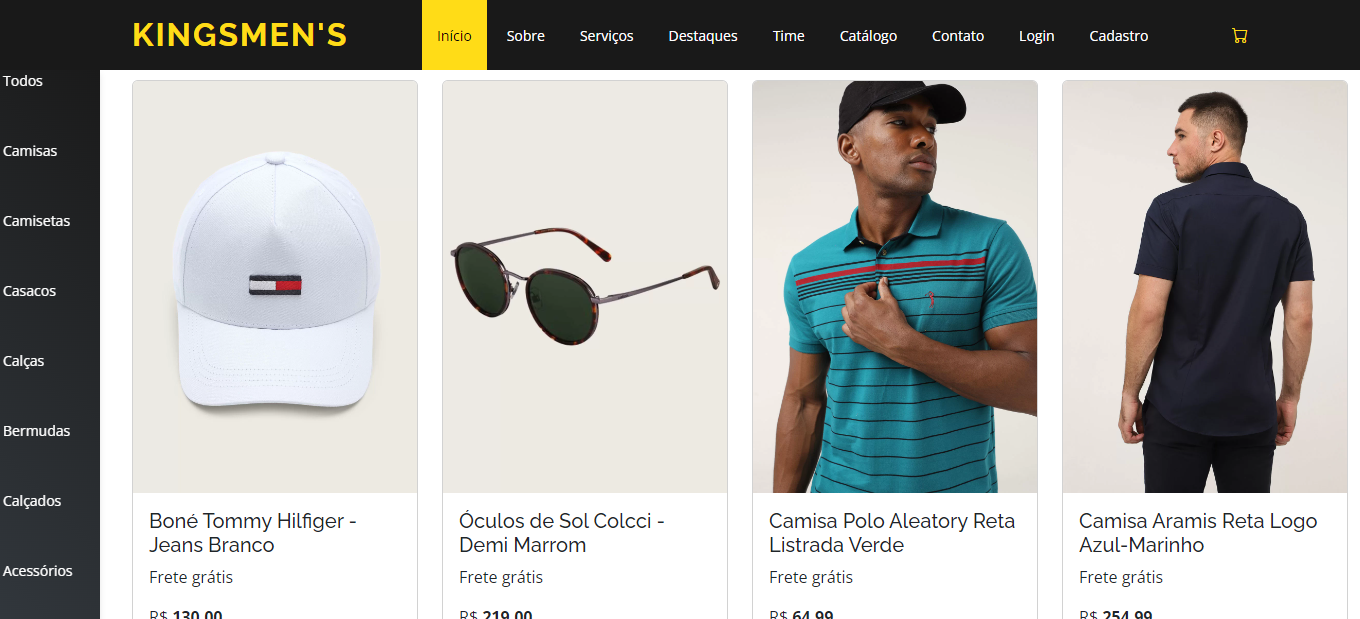 KINGSMEN'S
Início Sobre Serviços Destaques Time Catálogo Contato Login Cadastro
Todos
Camisas
Camisetas
Casacos
Calças
Bermudas
Calçados
Acessórios
Boné Tommy Hilfiger -
Jeans Branco
Frete grátis
R$ 130.00
Óculos de Sol Colcci -
Demi Marrom
Frete grátis
R$ 219.00
Camisa Polo Aleatory Reta
Listrada Verde
Frete grátis
R$ 64.99
Camisa Aramis Reta Logo
Azul-Marinho
Frete grátis
R$ 254.99